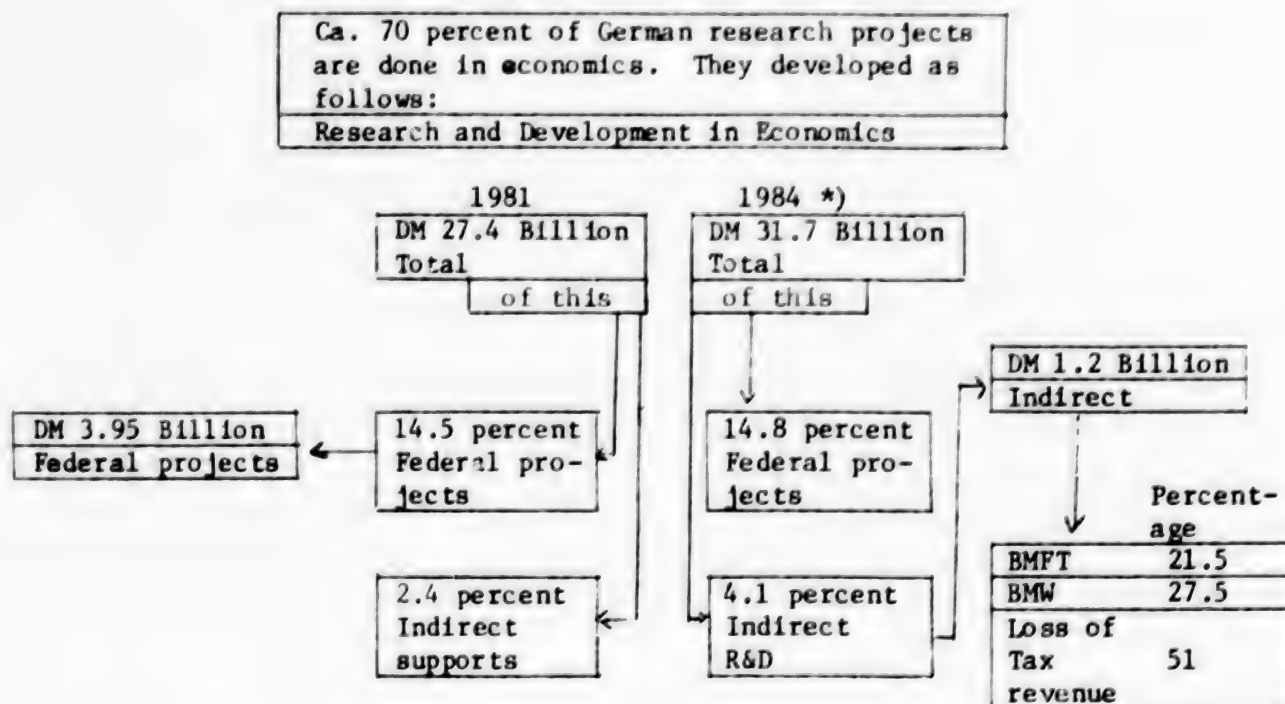 Ca. 70 percent of German research projects
are done in economics. They developed as
follows:
Research and Development in Economics
1981
DM 27.4 Billion
Total
of this
1984 *)
DM 31.7 Billion
Total
of this
DM 3.95 Billion
Federal projects
14.5 percent
Federal pro-
jects
14.8 percent
Federal pro-
jects
DM 1.2 Billion
Indirect
2.4 percent
Indirect
supports
4.1 percent
Indirect
R&D
Percent-
age
BMFT 21.5
BMW 27.5
Loss of
Tax 51
revenue